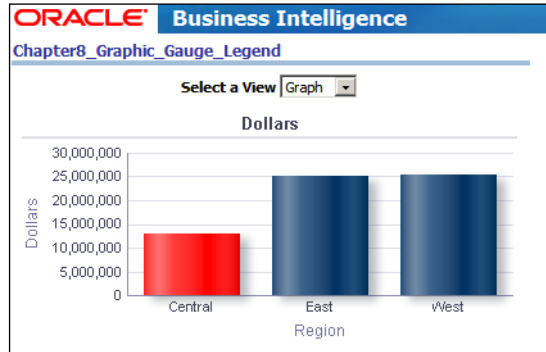 ORACLE® Business Intelligence
Chapter8_Graphic_Gauge_Legend
Select a View Graph
Dollars
30,000,000
25,000,000
20,000,000
15,000,000
10,000,000
5,000,000
0
Dollars
Central East West
Region